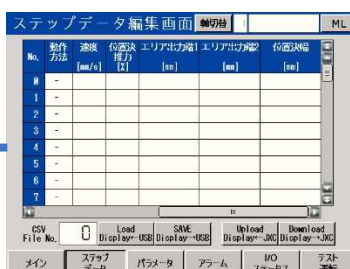 ステップデータ編集画面 軸切替 ML
No. 動作方法 速度 [mm/s] 位置決推力 [%] エリア出力端1 [mm] エリア出力端2 [mm] 位置決幅 [mm]
0 -
1 -
2 -
3 -
4 -
5 -
6 -
7 -
CSV File No. 0 Load Display←USB SAVE Display→USB Upload Display←JXC Download Display→JXC
メイン ステップデータ パラメータ アラーム I/Oステータス テスト運転